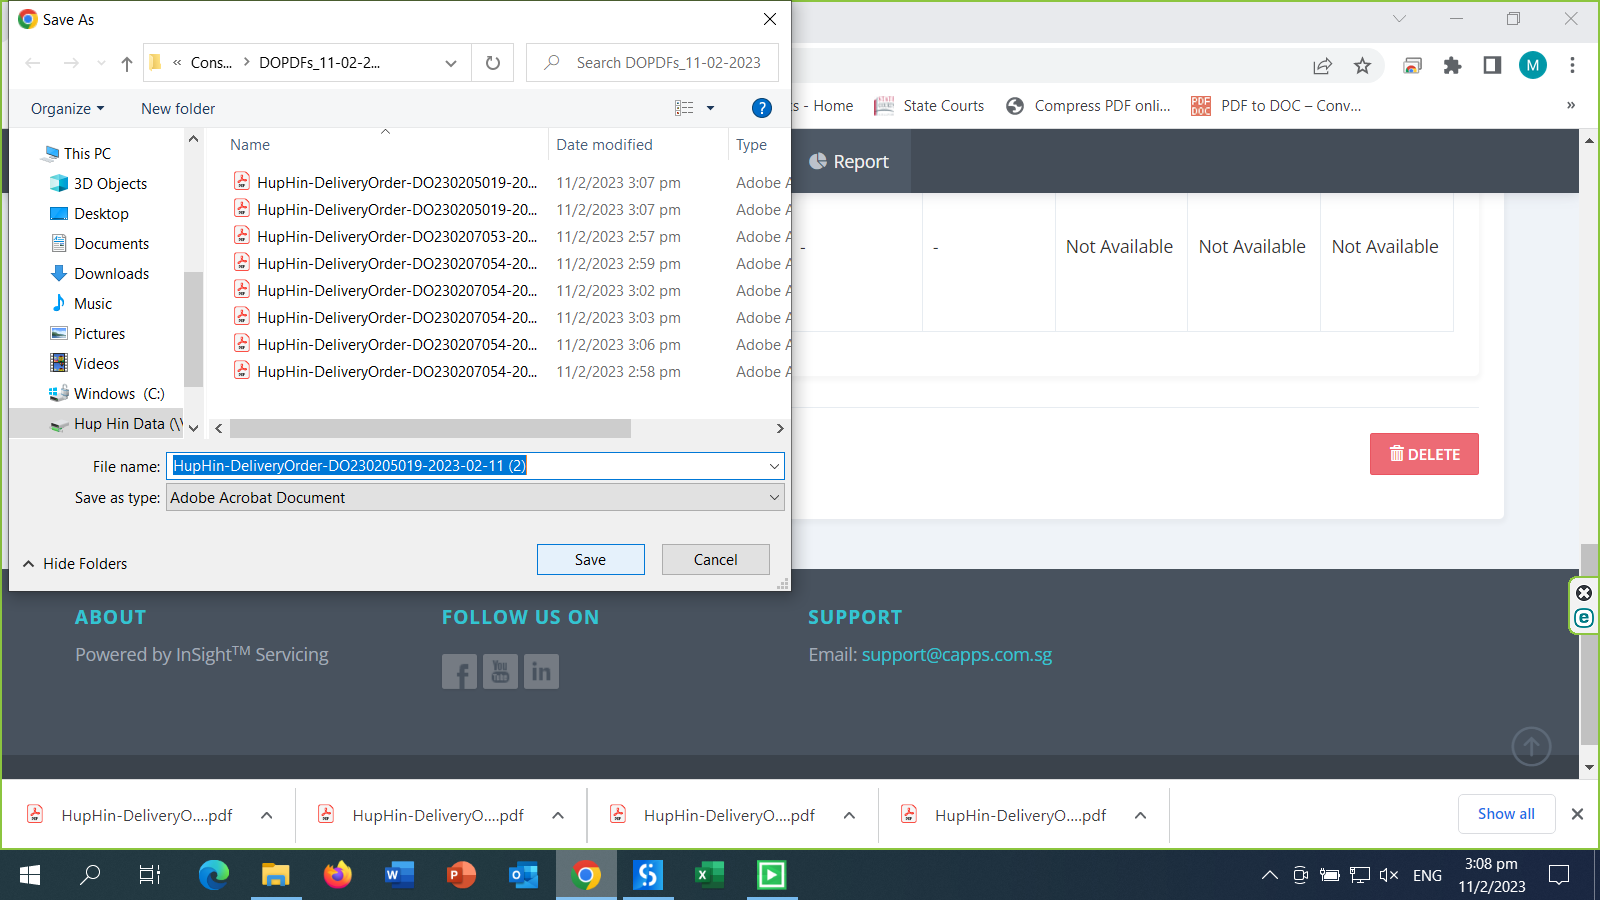 Save As
« Cons... > DOPDFs_11-02-2...
Search DOPDFs_11-02-2023
Organize
New folder
?
This PC
3D Objects
Desktop
Documents
Downloads
Music
Pictures
Videos
Windows (C:)
Hup Hin Data (\\
Name Date modified Type
HupHin-DeliveryOrder-DO230205019-20... 11/2/2023 3:07 pm Adobe A
HupHin-DeliveryOrder-DO230205019-20... 11/2/2023 3:07 pm Adobe A
HupHin-DeliveryOrder-DO230207053-20... 11/2/2023 2:57 pm Adobe A
HupHin-DeliveryOrder-DO230207054-20... 11/2/2023 2:59 pm Adobe A
HupHin-DeliveryOrder-DO230207054-20... 11/2/2023 3:02 pm Adobe A
HupHin-DeliveryOrder-DO230207054-20... 11/2/2023 3:03 pm Adobe A
HupHin-DeliveryOrder-DO230207054-20... 11/2/2023 3:06 pm Adobe A
HupHin-DeliveryOrder-DO230207054-20... 11/2/2023 2:58 pm Adobe A
File name: HupHin-DeliveryOrder-DO230205019-2023-02-11 (2)
Save as type: Adobe Acrobat Document
Hide Folders
Save
Cancel
M
s - Home
State Courts
Compress PDF onli...
PDF DOC
PDF to DOC – Conv...
»
Report
- - Not Available Not Available Not Available
DELETE
ABOUT
Powered by InSight™ Servicing
FOLLOW US ON
f You Tube in
SUPPORT
Email: support@capps.com.sg
HupHin-DeliveryO....pdf
HupHin-DeliveryO....pdf
HupHin-DeliveryO....pdf
HupHin-DeliveryO....pdf
Show all
ENG
3:08 pm
11/2/2023